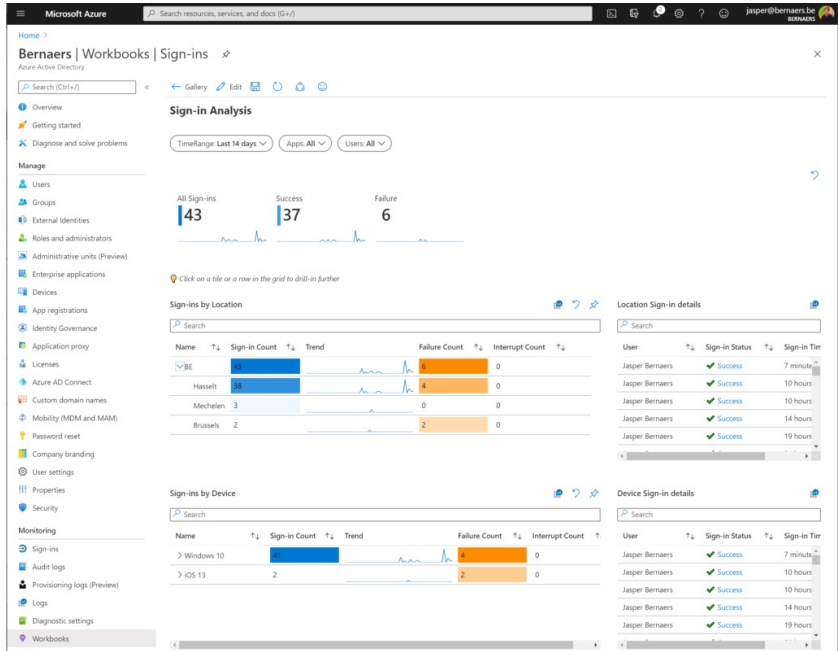 Microsoft Azure
Search resources, services, and docs (G+/)
2
jasper@bernaers.be
BERNAERS
Home >
Bernaers | Workbooks | Sign-ins
Azure Active Directory
Search (Ctrl+/)
«
Overview
Getting started
Diagnose and solve problems
Manage
Users
Groups
External Identities
Roles and administrators
Administrative units (Preview)
Enterprise applications
Devices
App registrations
Identity Governance
Application proxy
Licenses
Azure AD Connect
Custom domain names
Mobility (MDM and MAM)
Password reset
Company branding
User settings
Properties
Security
Monitoring
Sign-ins
Audit logs
Provisioning logs (Preview)
Logs
Diagnostic settings
Workbooks
Gallery Edit
Sign-in Analysis
TimeRange: Last 14 days Apps: All Users: All
All Sign-ins Success Failure
43 37 6
Click on a tile or a row in the grid to drill-in further
Sign-ins by Location
Search
Name Sign-in Count Trend Failure Count Interrupt Count
BE 43 6 0
Hasselt 38 4 0
Mechelen 3 0 0
Brussels 2 2 0
Location Sign-in details
Search
User Sign-in Status Sign-in Tim
Jasper Bernaers Success 7 minute
Jasper Bernaers Success 10 hours
Jasper Bernaers Success 10 hours
Jasper Bernaers Success 14 hours
Jasper Bernaers Success 19 hours
Sign-ins by Device
Search
Name Sign-in Count Trend Failure Count Interrupt Count
Windows 10 41 4 0
iOS 13 2 2 0
Device Sign-in details
Search
User Sign-in Status Sign-in Tim
Jasper Bernaers Success 7 minute
Jasper Bernaers Success 10 hours
Jasper Bernaers Success 10 hours
Jasper Bernaers Success 14 hours
Jasper Bernaers Success 19 hours